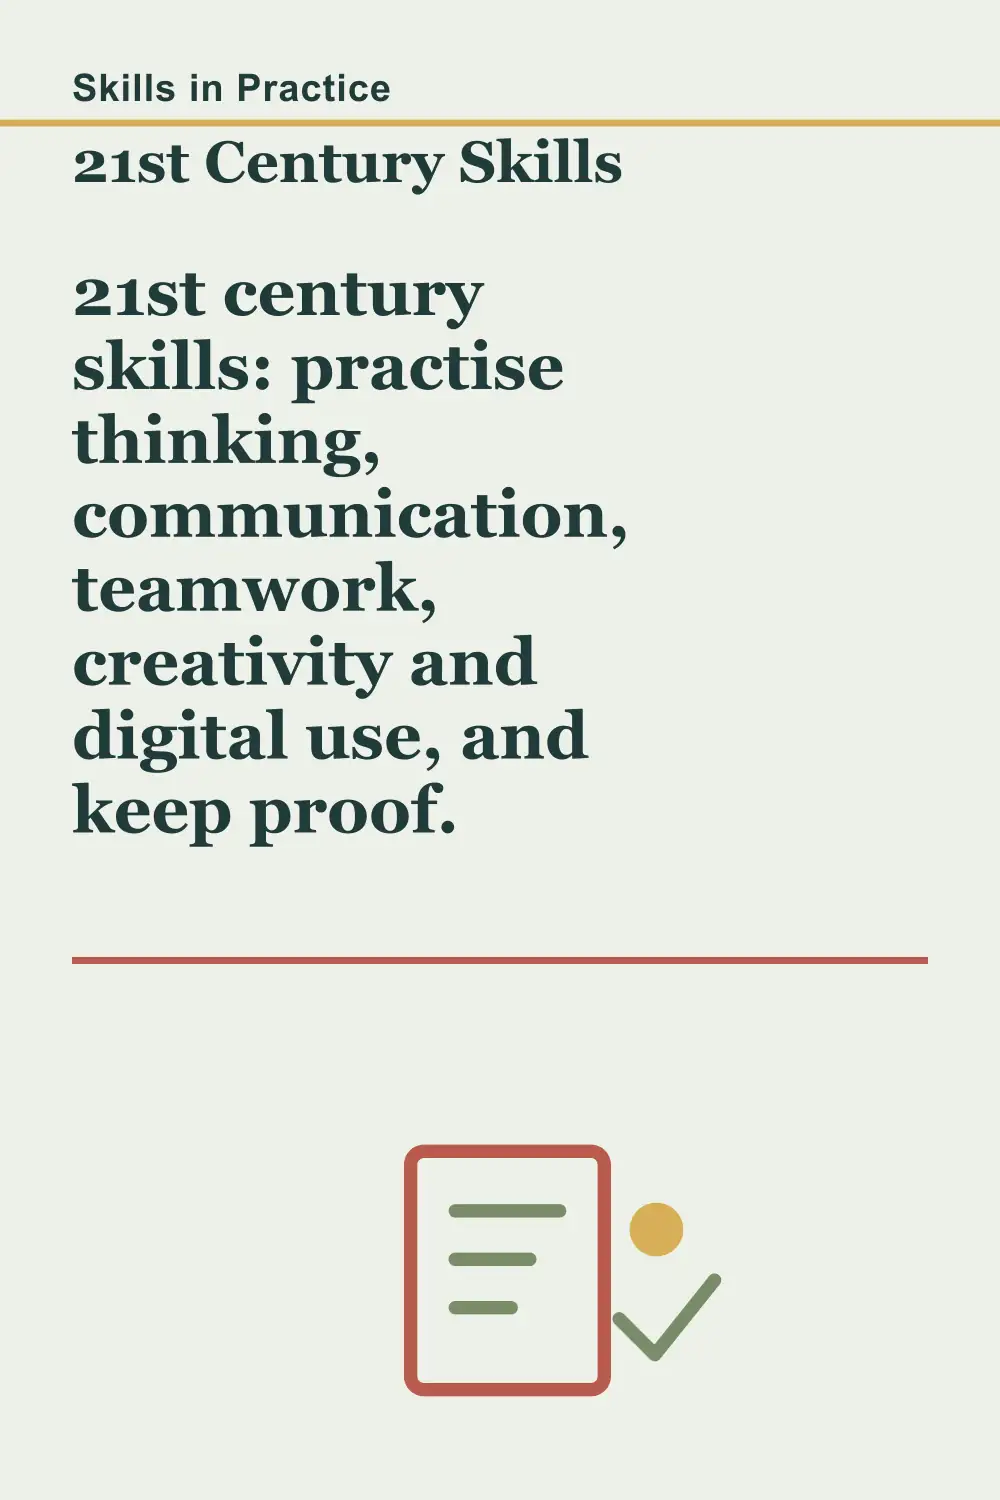 Skills in Practice
21st Century Skills
21st century
skills: practise
thinking,
communication,
teamwork,
creativity and
digital use, and
keep proof.